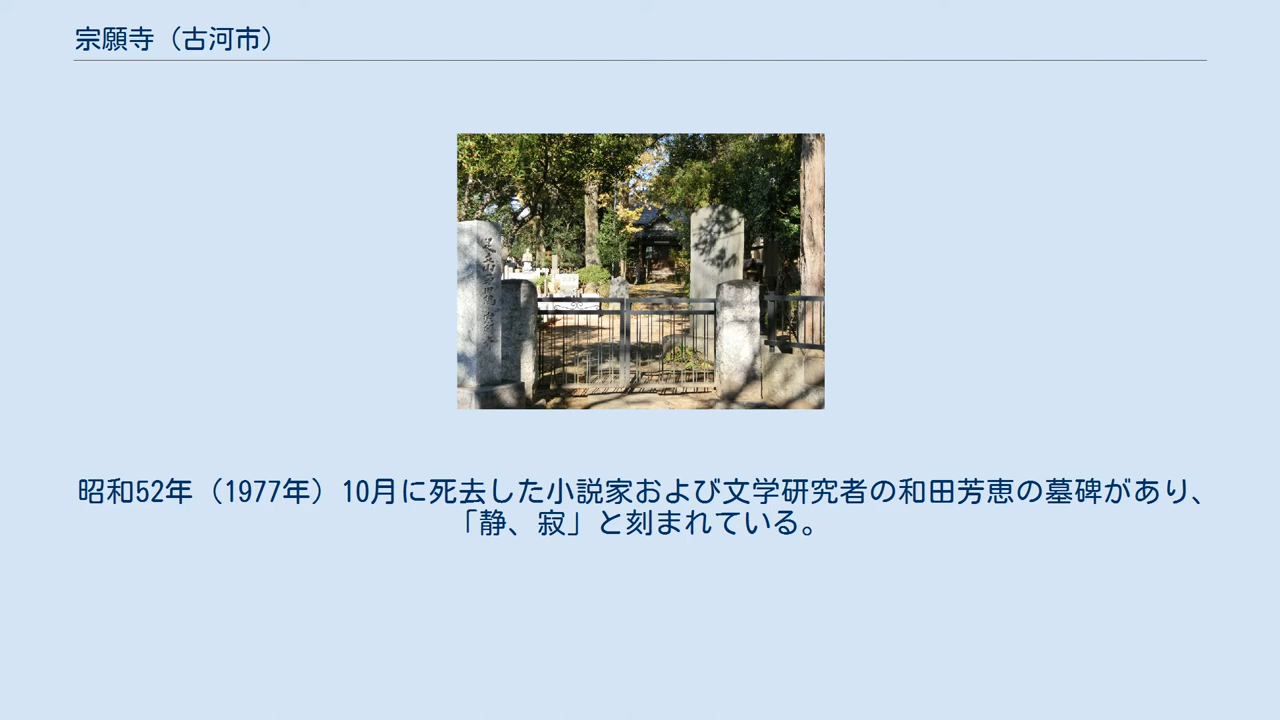 宗願寺（古河市）
昭和52年（1977年）10月に死去した小説家および文学研究者の和田芳恵の墓碑があり、
「静、寂」と刻まれている。